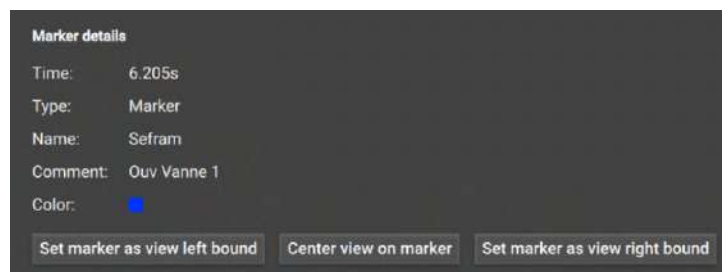 Marker details
Time: 6.205s
Type: Marker
Name: Sefram
Comment: Ouv Vanne 1
Color:
Set marker as view left bound Center view on marker Set marker as view right bound